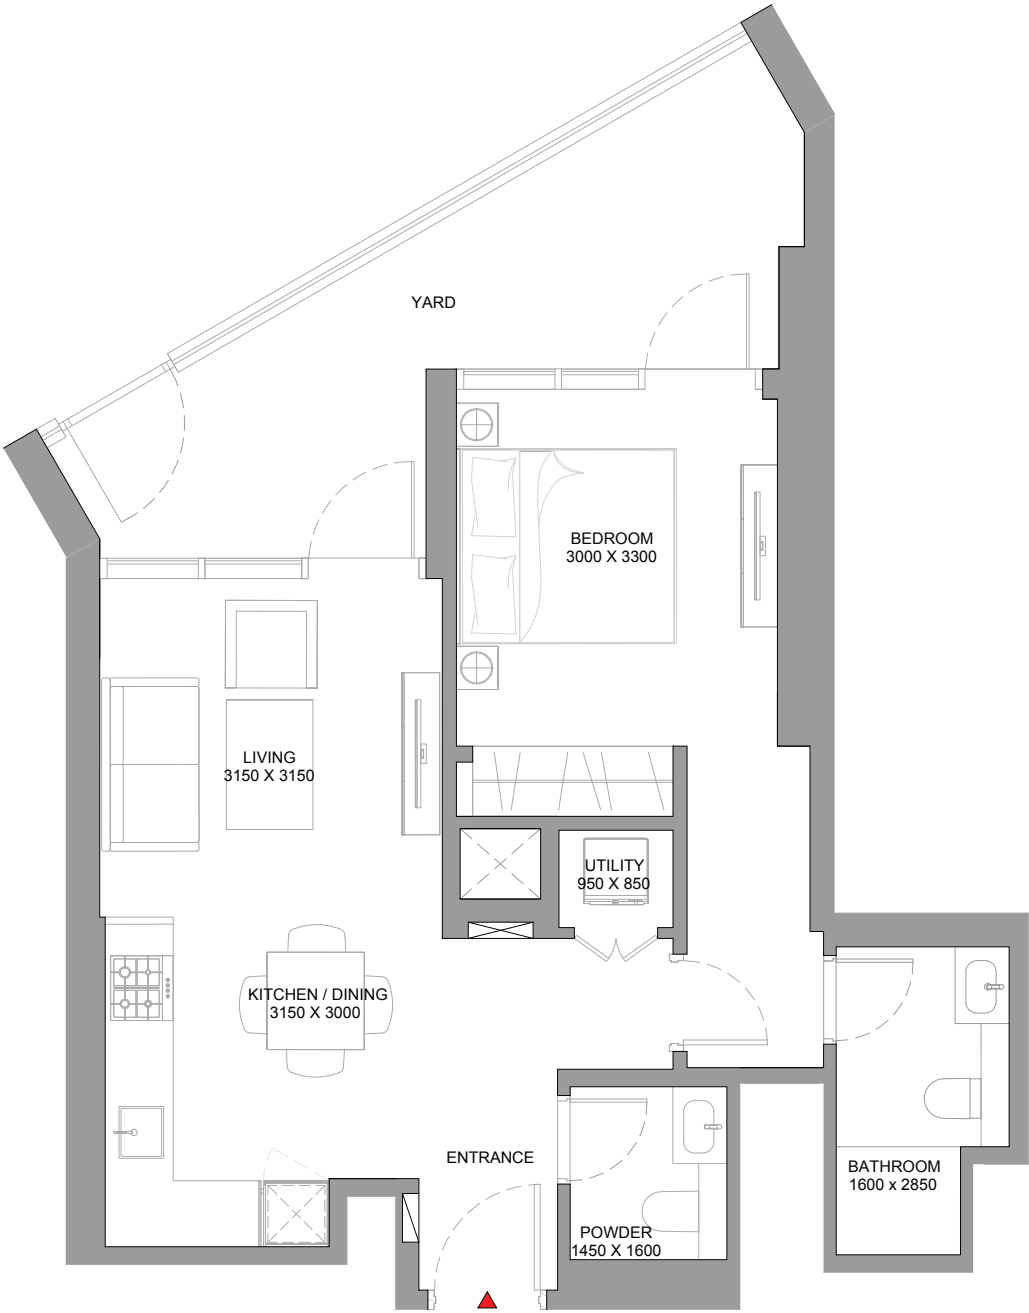 YARD
BEDROOM
3000 X 3300
LIVING
3150 X 3150
UTILITY
950 X 850
KITCHEN / DINING
3150 X 3000
ENTRANCE
BATHROOM
1600 x 2850
POWDER
1450 X 1600